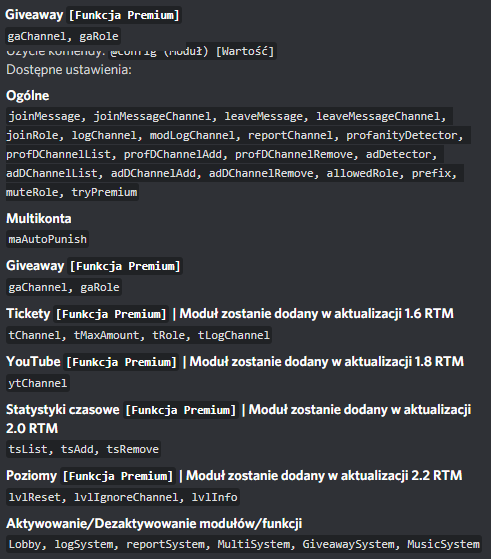 Giveaway [Funkcja Premium]
gaChannel, gaRole
Użycie komendy: @config (Moduł) [Wartość]
Dostępne ustawienia:
Ogólne
joinMessage, joinMessageChannel, leaveMessage, leaveMessageChannel,
joinRole, logChannel, modLogChannel, reportChannel, profanityDetector,
profDChannelList, profDChannelAdd, profDChannelRemove, adDetector,
adDChannelList, adDChannelAdd, adDChannelRemove, allowedRole, prefix,
muteRole, tryPremium
Multikonta
maAutoPunish
Giveaway [Funkcja Premium]
gaChannel, gaRole
Tickety [Funkcja Premium] | Moduł zostanie dodany w aktualizacji 1.6 RTM
tChannel, tMaxAmount, tRole, tLogChannel
YouTube [Funkcja Premium] | Moduł zostanie dodany w aktualizacji 1.8 RTM
ytChannel
Statystyki czasowe [Funkcja Premium] | Moduł zostanie dodany w aktualizacji
2.0 RTM
tsList, tsAdd, tsRemove
Poziomy [Funkcja Premium] | Moduł zostanie dodany w aktualizacji 2.2 RTM
lvlReset, lvlIgnoreChannel, lvlInfo
Aktywowanie/Dezaktywowanie modułów/funkcji
Lobby, logSystem, reportSystem, MultiSystem, GiveawaySystem, MusicSystem